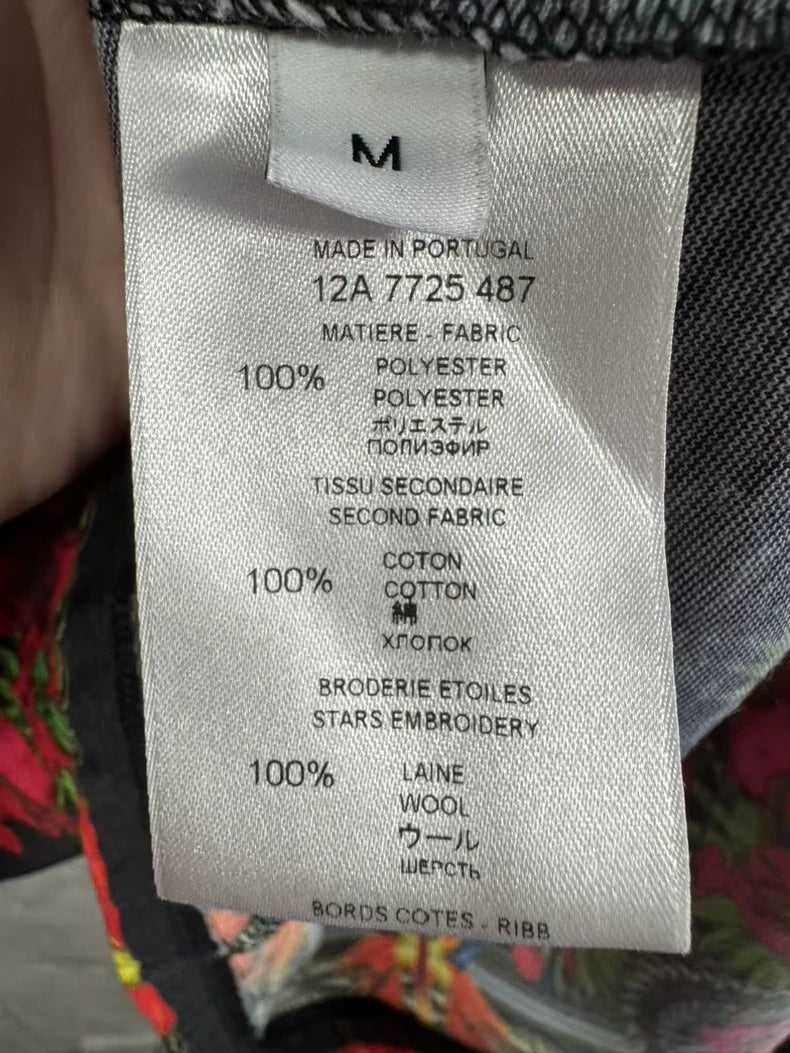 M
MADE IN PORTUGAL
12A 7725 487
MATIERE - FABRIC
100% POLYESTER
POLYESTER
ポリエステル
ПОЛИЭФИР
TISSU SECONDAIRE
SECOND FABRIC
100% COTON
COTTON
綿
ХЛОПОК
BRODERIE ETOILES
STARS EMBROIDERY
100% LAINE
WOOL
ウール
ШЕРСТЬ
BORDS COTES - RIBB